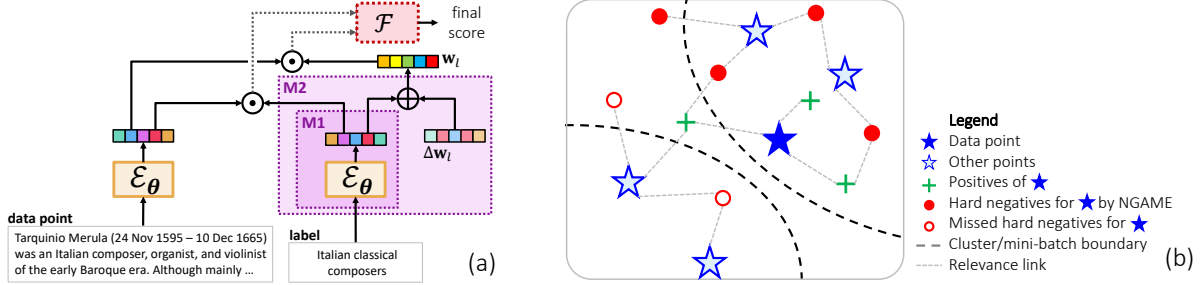 ℱ
final
score
w_l
M2
M1
Δw_l
ℰ_θ
ℰ_θ
data point
label
Tarquinio Merula (24 Nov 1595 – 10 Dec 1665)
was an Italian composer, organist, and violinist
of the early Baroque era. Although mainly ...
Italian classical
composers
(a)
Legend
Data point
Other points
Positives of ★
Hard negatives for ★ by NGAME
Missed hard negatives for ★
Cluster/mini-batch boundary
Relevance link
(b)